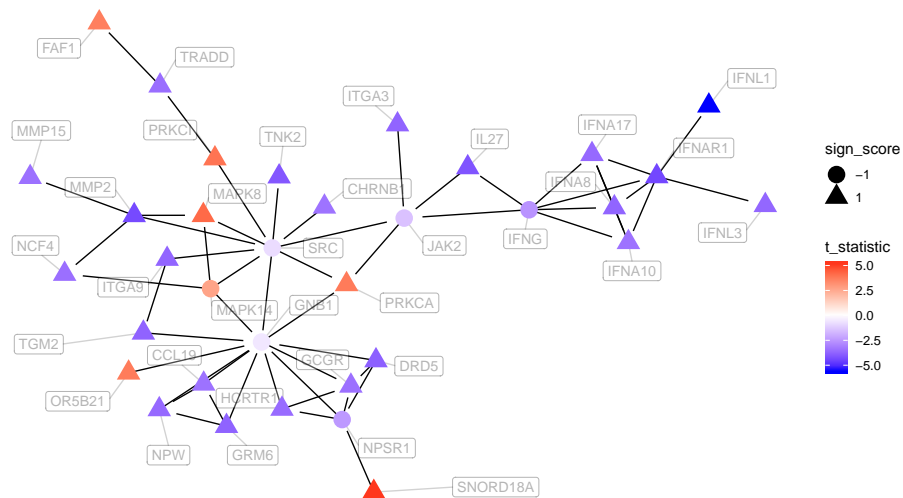 FAF1
TRADD
ITGA3
IFNL1
MMP15
PRKCI
TNK2
IL27
IFNA17
IFNAR1
sign_score
−1
1
MMP2
MAPK8
CHRNB1
IFNA8
NCF4
SRC
JAK2
IFNG
IFNL3
ITGA9
IFNA10
t_statistic
5.0
2.5
0.0
−2.5
−5.0
MAPK14
GNB1
PRKCA
TGM2
CCL19
GCGR
DRD5
OR5B21
HCRTR1
NPW
GRM6
NPSR1
SNORD18A